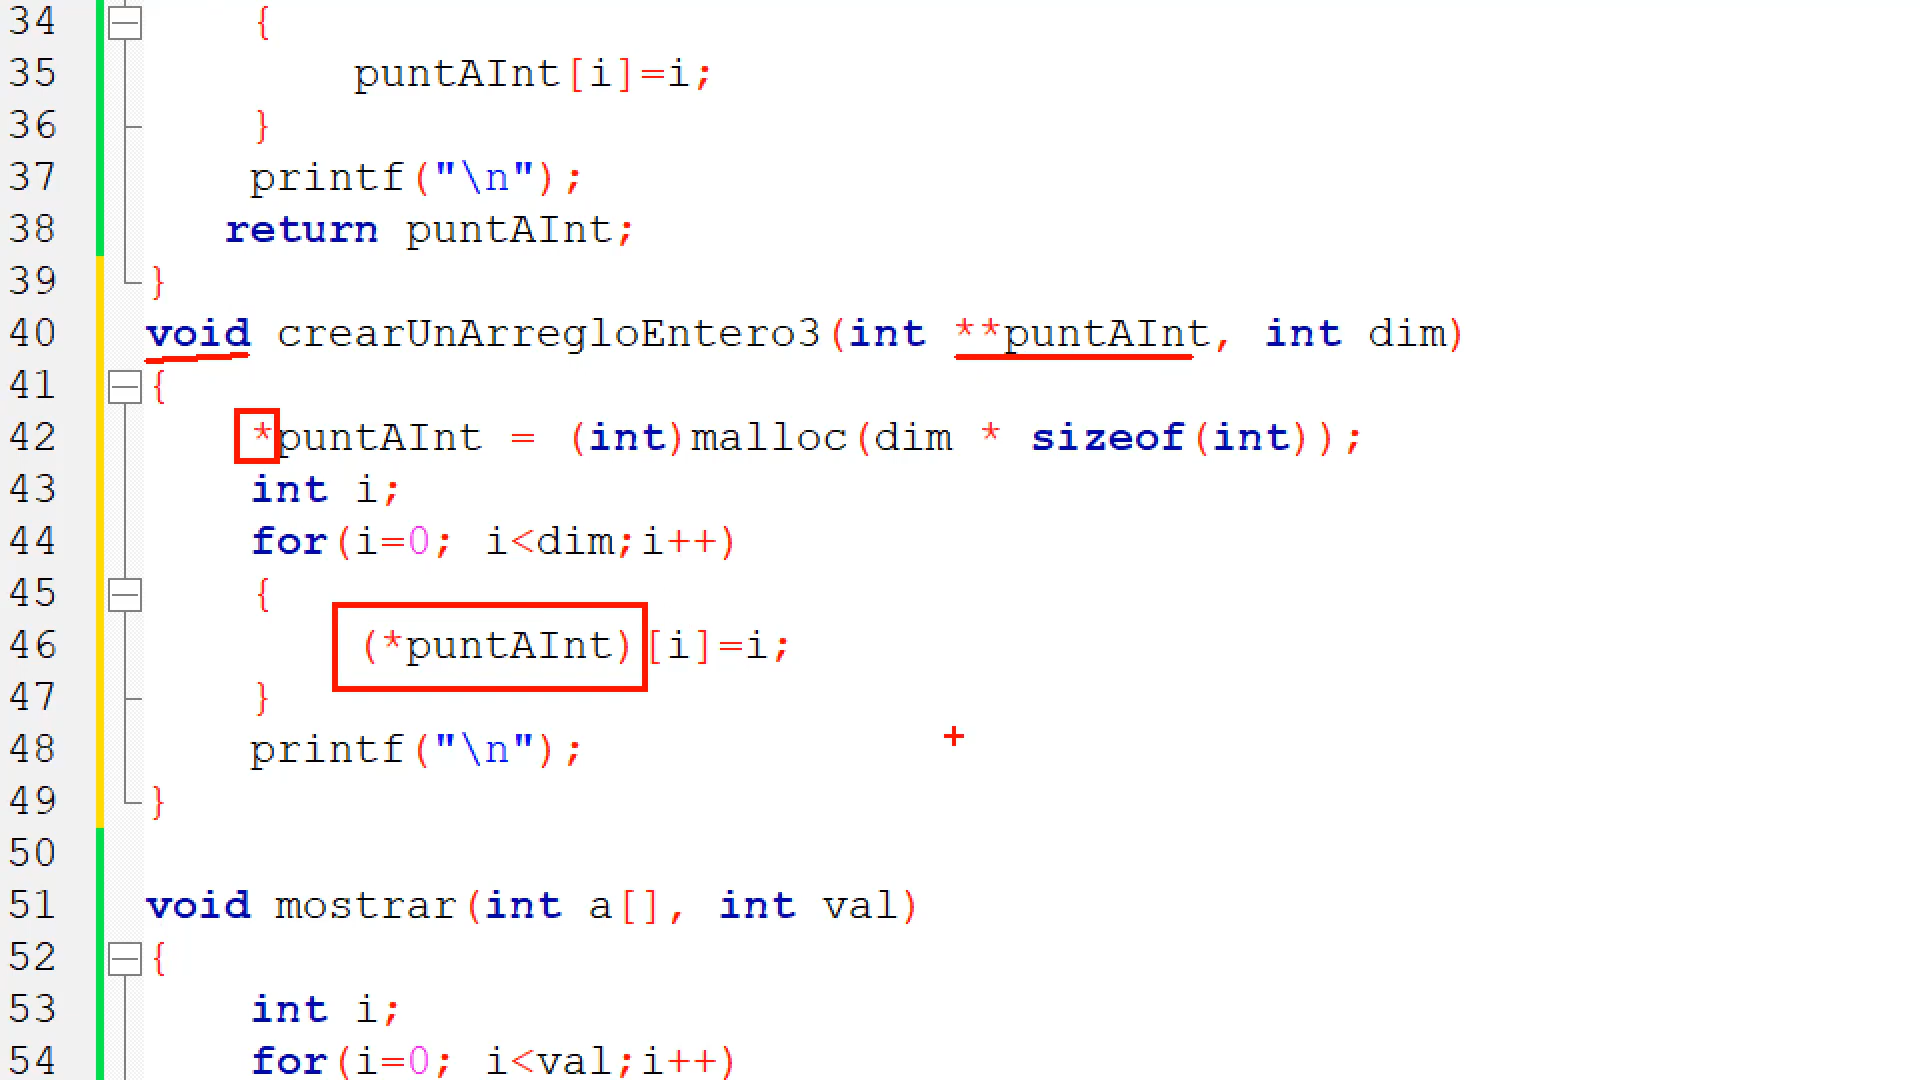 34 {
35 puntAInt[i]=i;
36 }
37 printf("\n");
38 return puntAInt;
39 }
40 void crearUnArregloEntero3(int **puntAInt, int dim)
41 {
42 *puntAInt = (int)malloc(dim * sizeof(int));
43 int i;
44 for(i=0; i<dim;i++)
45 {
46 (*puntAInt)[i]=i;
47 }
48 printf("\n");
49 }
50
51 void mostrar(int a[], int val)
52 {
53 int i;
54 for(i=0; i<val;i++)